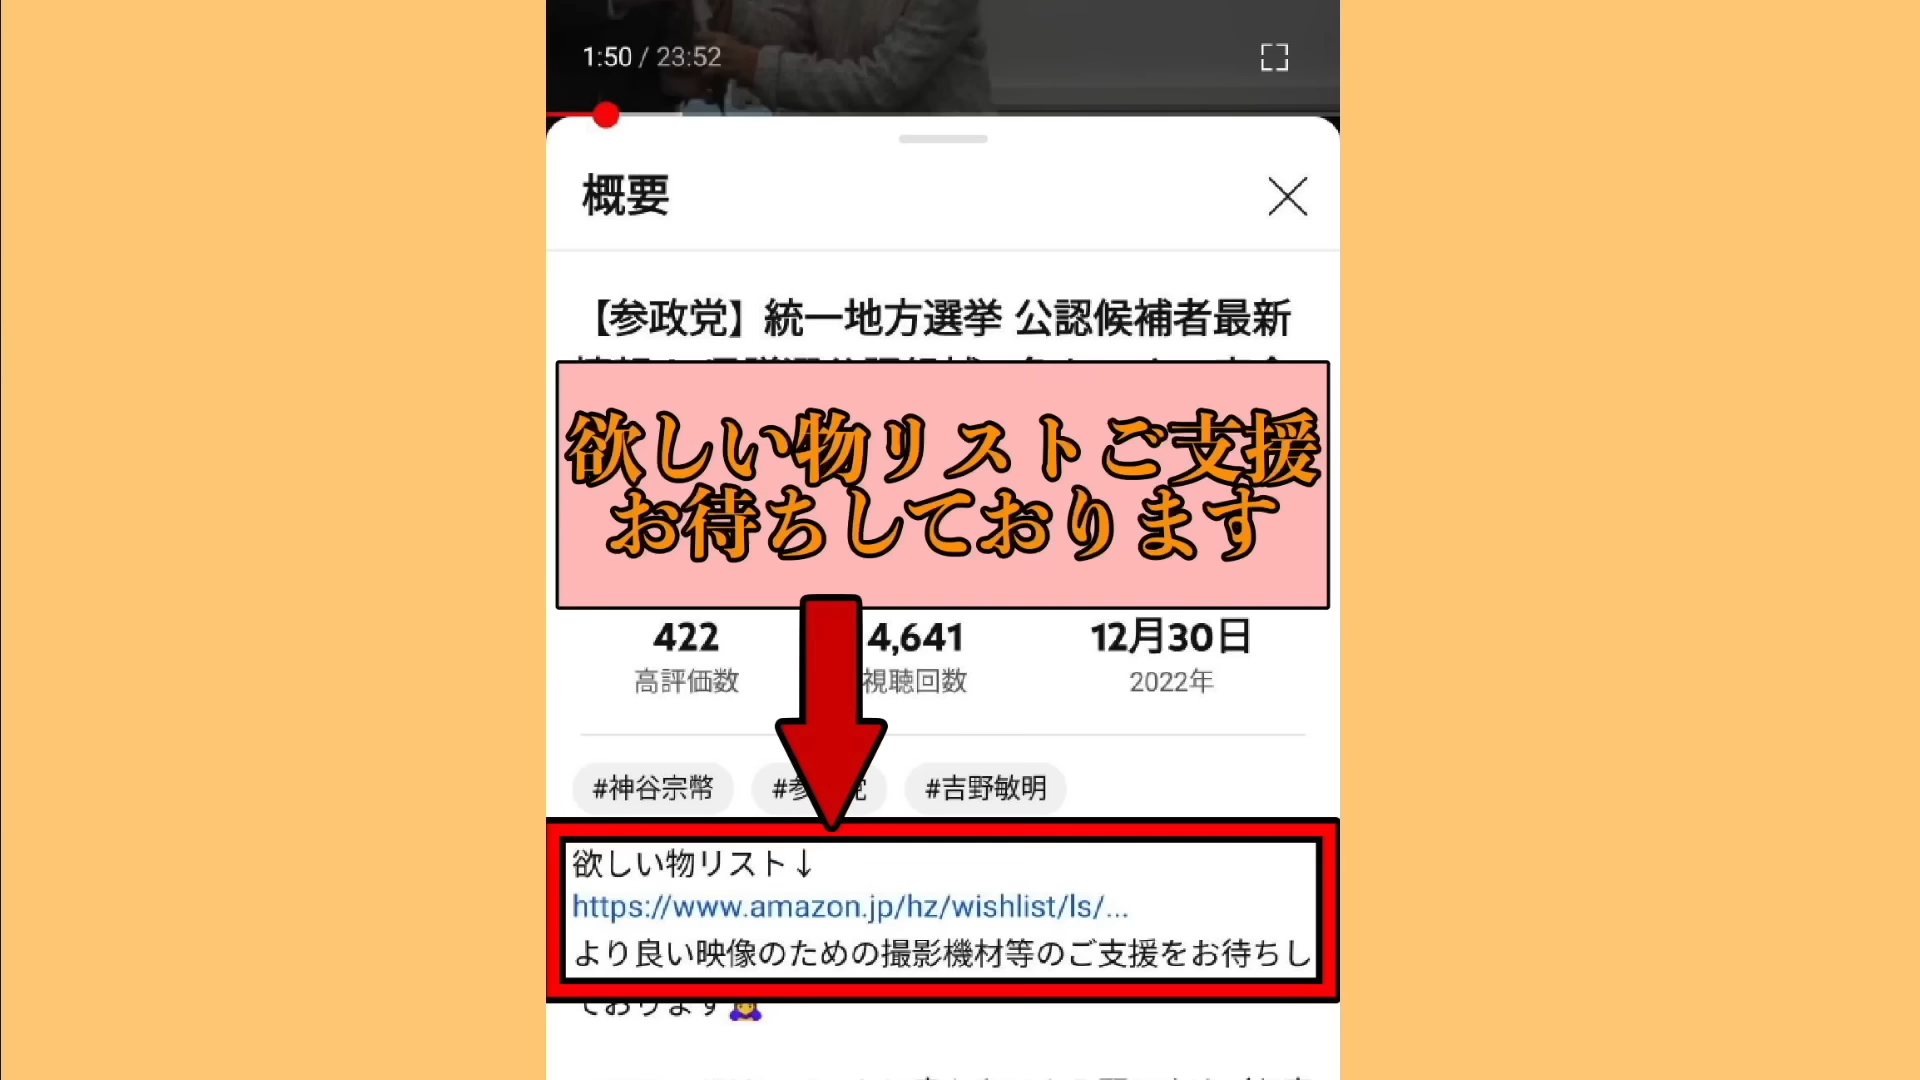 1:50 / 23:52
概要
【参政党】統一地方選挙 公認候補者最新
欲しい物リストご支援
お待ちしております
422
4,641
12月30日
高評価数
視聴回数
2022年
#神谷宗幣
#吉野敏明
欲しい物リスト↓
https://www.amazon.jp/hz/wishlist/ls/...
より良い映像のための撮影機材等のご支援をお待ちし
ております🙇‍♀️